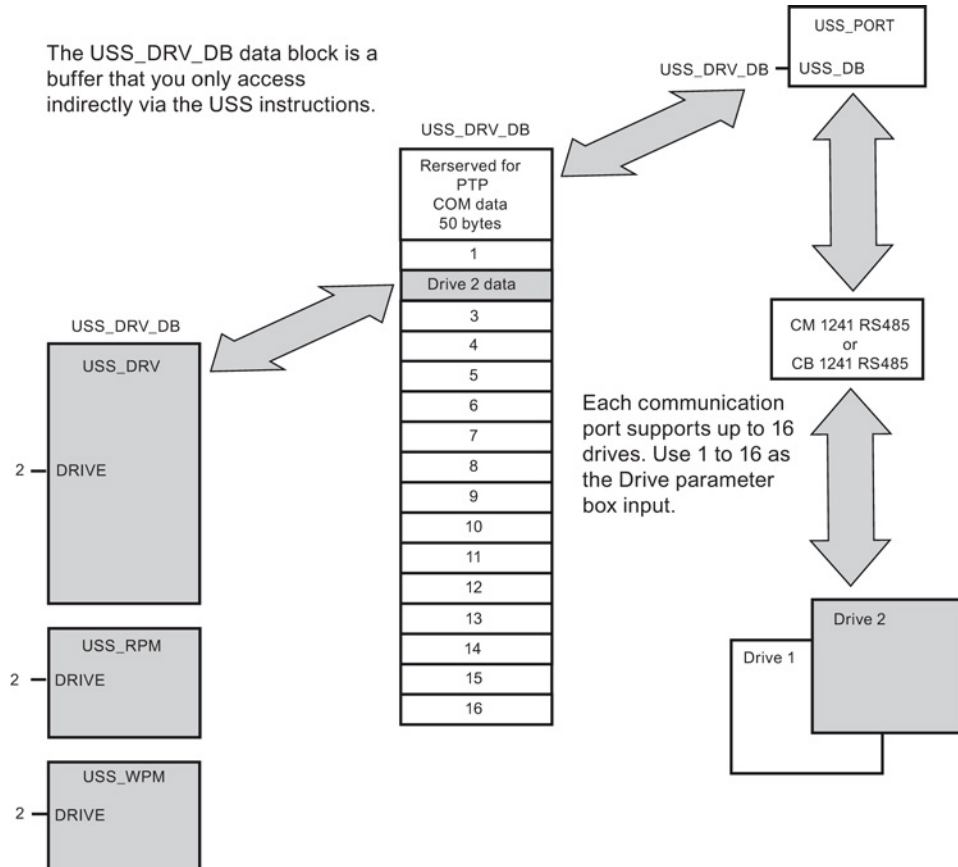 The USS_DRV_DB data block is a
buffer that you only access
indirectly via the USS instructions.
USS_PORT
USS_DRV_DB
USS_DB
USS_DRV_DB
Rerserved for
PTP
COM data
50 bytes
1
Drive 2 data
3
4
5
6
7
8
9
10
11
12
13
14
15
16
USS_DRV_DB
USS_DRV
2
DRIVE
USS_RPM
2
DRIVE
USS_WPM
2
DRIVE
CM 1241 RS485
or
CB 1241 RS485
Each communication
port supports up to 16
drives. Use 1 to 16 as
the Drive parameter
box input.
Drive 2
Drive 1